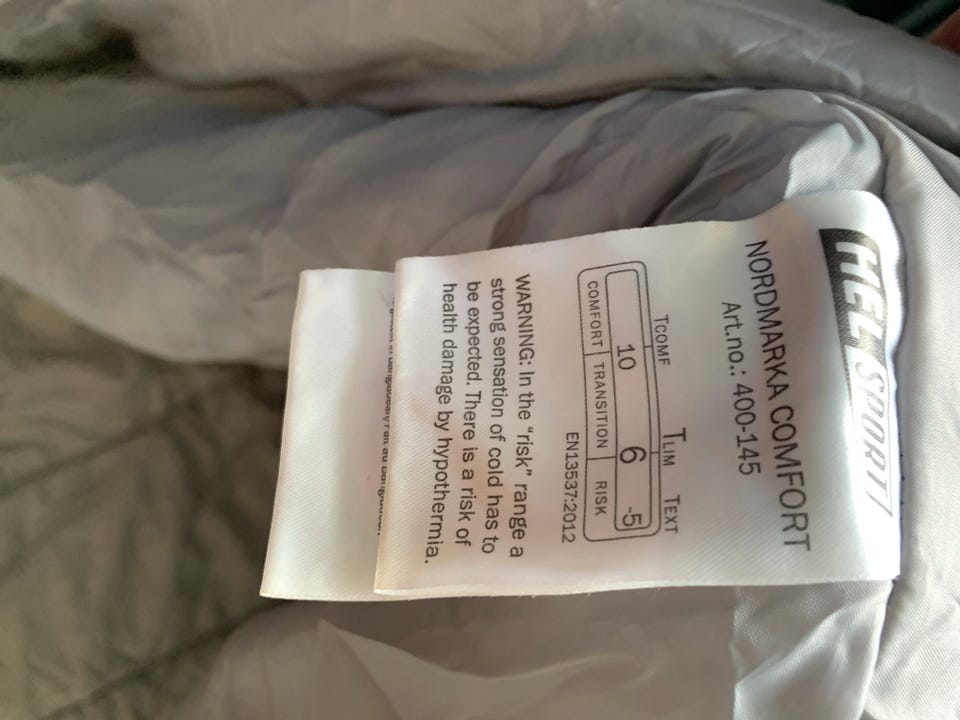 HELSPORT
NORDMARKA COMFORT
Art.no.: 400-145
TCOMF TLIM TEXT
10 6 -5
COMFORT TRANSITION RISK
EN13537:2012
WARNING: In the "risk" range a
strong sensation of cold has to
be expected. There is a risk of
health damage by hypothermia.